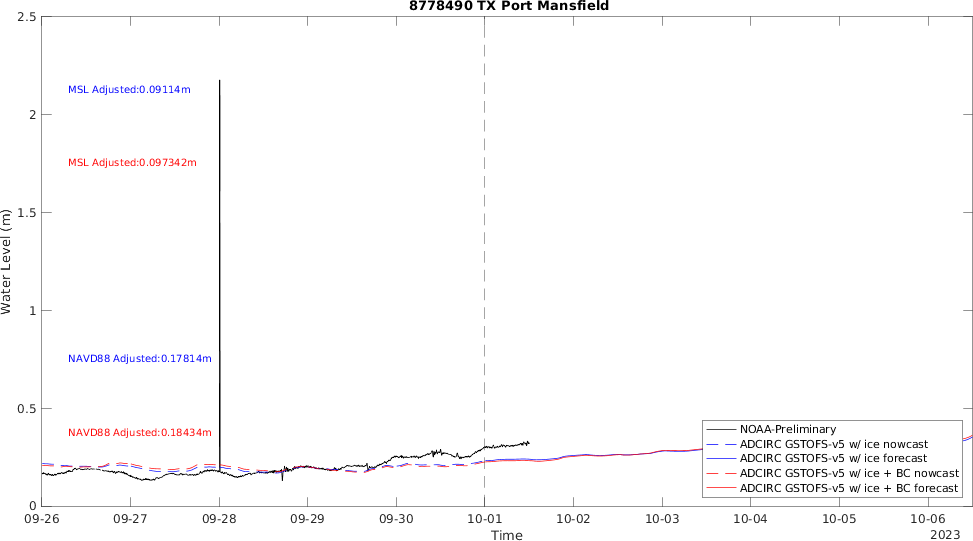 8778490 TX Port Mansfield
2.5
2
1.5
1
0.5
0
Water Level (m)
MSL Adjusted:0.09114m
MSL Adjusted:0.097342m
NAVD88 Adjusted:0.17814m
NAVD88 Adjusted:0.18434m
NOAA-Preliminary
ADCIRC GSTOFS-v5 w/ ice nowcast
ADCIRC GSTOFS-v5 w/ ice forecast
ADCIRC GSTOFS-v5 w/ ice + BC nowcast
ADCIRC GSTOFS-v5 w/ ice + BC forecast
09-26 09-27 09-28 09-29 09-30 10-01 10-02 10-03 10-04 10-05 10-06
Time
2023